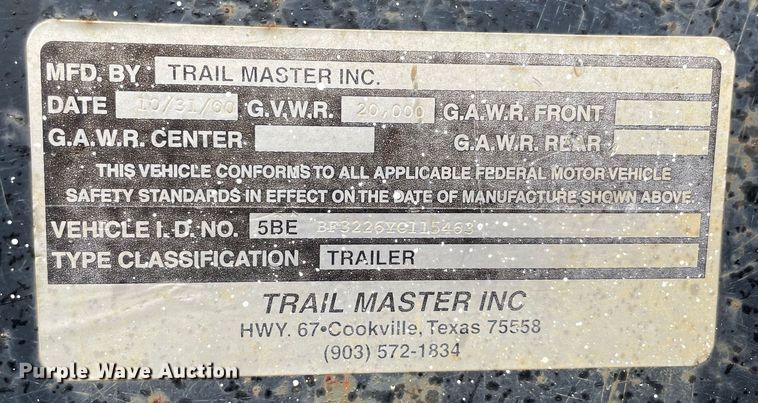 MFD. BY TRAIL MASTER INC.
DATE 10/31/00 G.V.W.R. 20,000 G.A.W.R. FRONT
G.A.W.R. CENTER G.A.W.R. REAR
THIS VEHICLE CONFORMS TO ALL APPLICABLE FEDERAL MOTOR VEHICLE
SAFETY STANDARDS IN EFFECT ON THE DATE OF MANUFACTURE SHOWN ABOVE.
VEHICLE I.D. NO. 5BE BF3226YC115463
TYPE CLASSIFICATION TRAILER
TRAIL MASTER INC
HWY. 67•Cookville, Texas 75558
(903) 572-1834
Purple Wave Auction